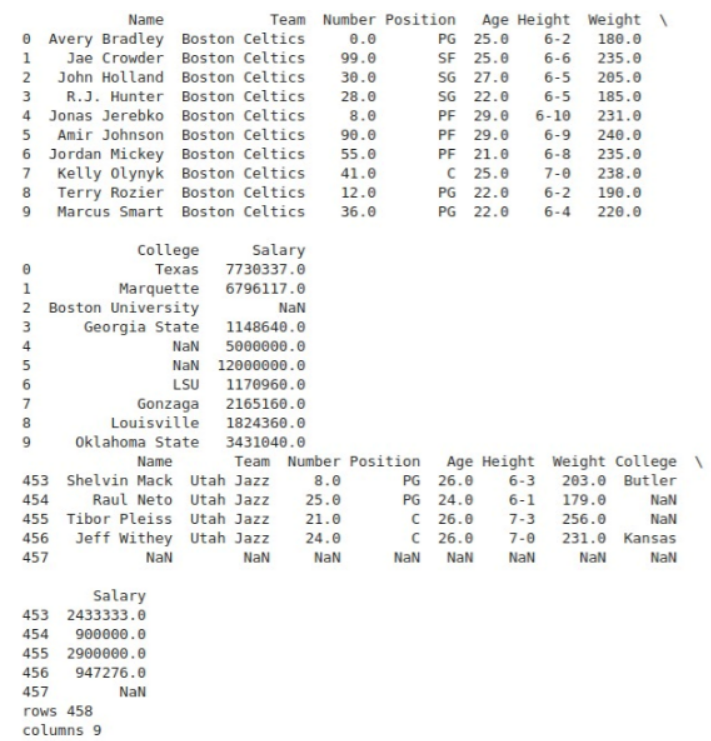 Name            Team  Number Position   Age Height  Weight  \
0  Avery Bradley  Boston Celtics     0.0       PG  25.0    6-2   180.0
1    Jae Crowder  Boston Celtics    99.0       SF  25.0    6-6   235.0
2   John Holland  Boston Celtics    30.0       SG  27.0    6-5   205.0
3    R.J. Hunter  Boston Celtics    28.0       SG  22.0    6-5   185.0
4  Jonas Jerebko  Boston Celtics     8.0       PF  29.0   6-10   231.0
5   Amir Johnson  Boston Celtics    90.0       PF  29.0    6-9   240.0
6  Jordan Mickey  Boston Celtics    55.0       PF  21.0    6-8   235.0
7   Kelly Olynyk  Boston Celtics    41.0        C  25.0    7-0   238.0
8   Terry Rozier  Boston Celtics    12.0       PG  22.0    6-2   190.0
9   Marcus Smart  Boston Celtics    36.0       PG  22.0    6-4   220.0

             College      Salary
0              Texas   7730337.0
1          Marquette   6796117.0
2  Boston University         NaN
3      Georgia State   1148640.0
4                NaN   5000000.0
5                NaN  12000000.0
6                LSU   1170960.0
7            Gonzaga   2165160.0
8         Louisville   1824360.0
9     Oklahoma State   3431040.0
             Name       Team  Number Position   Age Height  Weight College  \
453  Shelvin Mack  Utah Jazz     8.0       PG  26.0    6-3   203.0  Butler
454     Raul Neto  Utah Jazz    25.0       PG  24.0    6-1   179.0     NaN
455  Tibor Pleiss  Utah Jazz    21.0        C  26.0    7-3   256.0     NaN
456   Jeff Withey  Utah Jazz    24.0        C  26.0    7-0   231.0  Kansas
457           NaN        NaN     NaN      NaN   NaN    NaN     NaN     NaN

        Salary
453  2433333.0
454   900000.0
455  2900000.0
456   947276.0
457        NaN
rows 458
columns 9